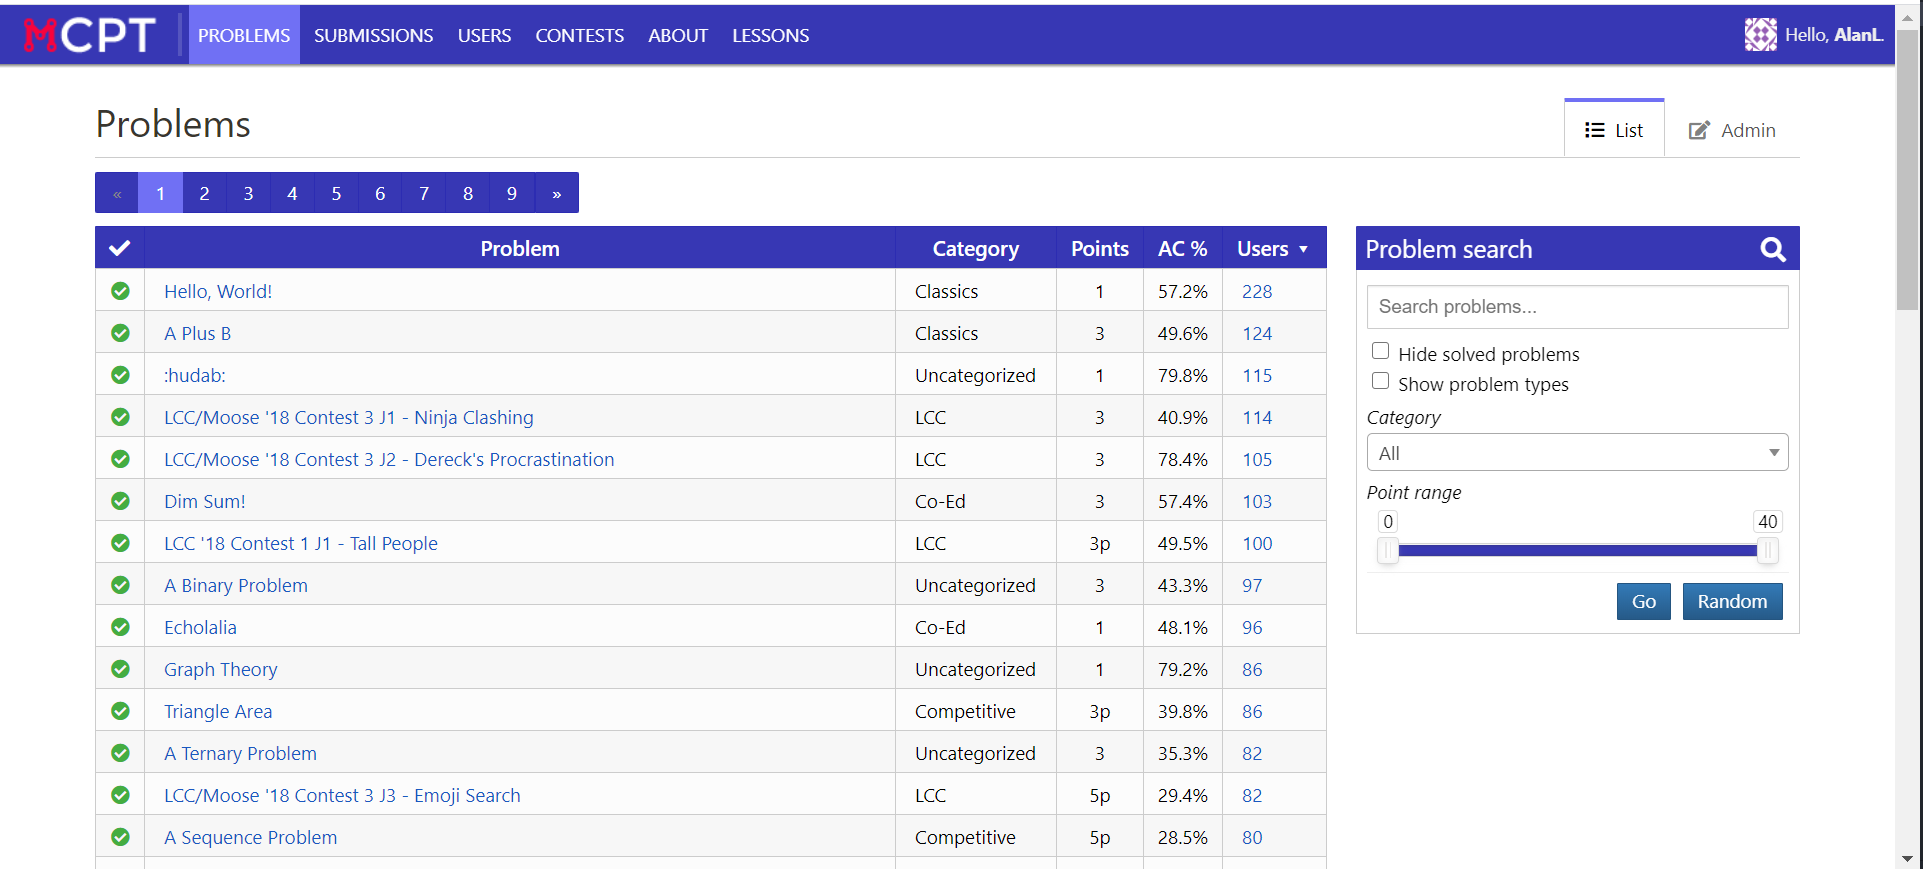 MCPT PROBLEMS SUBMISSIONS USERS CONTESTS ABOUT LESSONS Hello, AlanL.
Problems List Admin
« 1 2 3 4 5 6 7 8 9 »
Problem Category Points AC % Users ▾
Hello, World! Classics 1 57.2% 228
A Plus B Classics 3 49.6% 124
:hudab: Uncategorized 1 79.8% 115
LCC/Moose '18 Contest 3 J1 - Ninja Clashing LCC 3 40.9% 114
LCC/Moose '18 Contest 3 J2 - Dereck's Procrastination LCC 3 78.4% 105
Dim Sum! Co-Ed 3 57.4% 103
LCC '18 Contest 1 J1 - Tall People LCC 3p 49.5% 100
A Binary Problem Uncategorized 3 43.3% 97
Echolalia Co-Ed 1 48.1% 96
Graph Theory Uncategorized 1 79.2% 86
Triangle Area Competitive 3p 39.8% 86
A Ternary Problem Uncategorized 3 35.3% 82
LCC/Moose '18 Contest 3 J3 - Emoji Search LCC 5p 29.4% 82
A Sequence Problem Competitive 5p 28.5% 80
Problem search
Search problems...
Hide solved problems
Show problem types
Category
All
Point range
0 40
Go Random